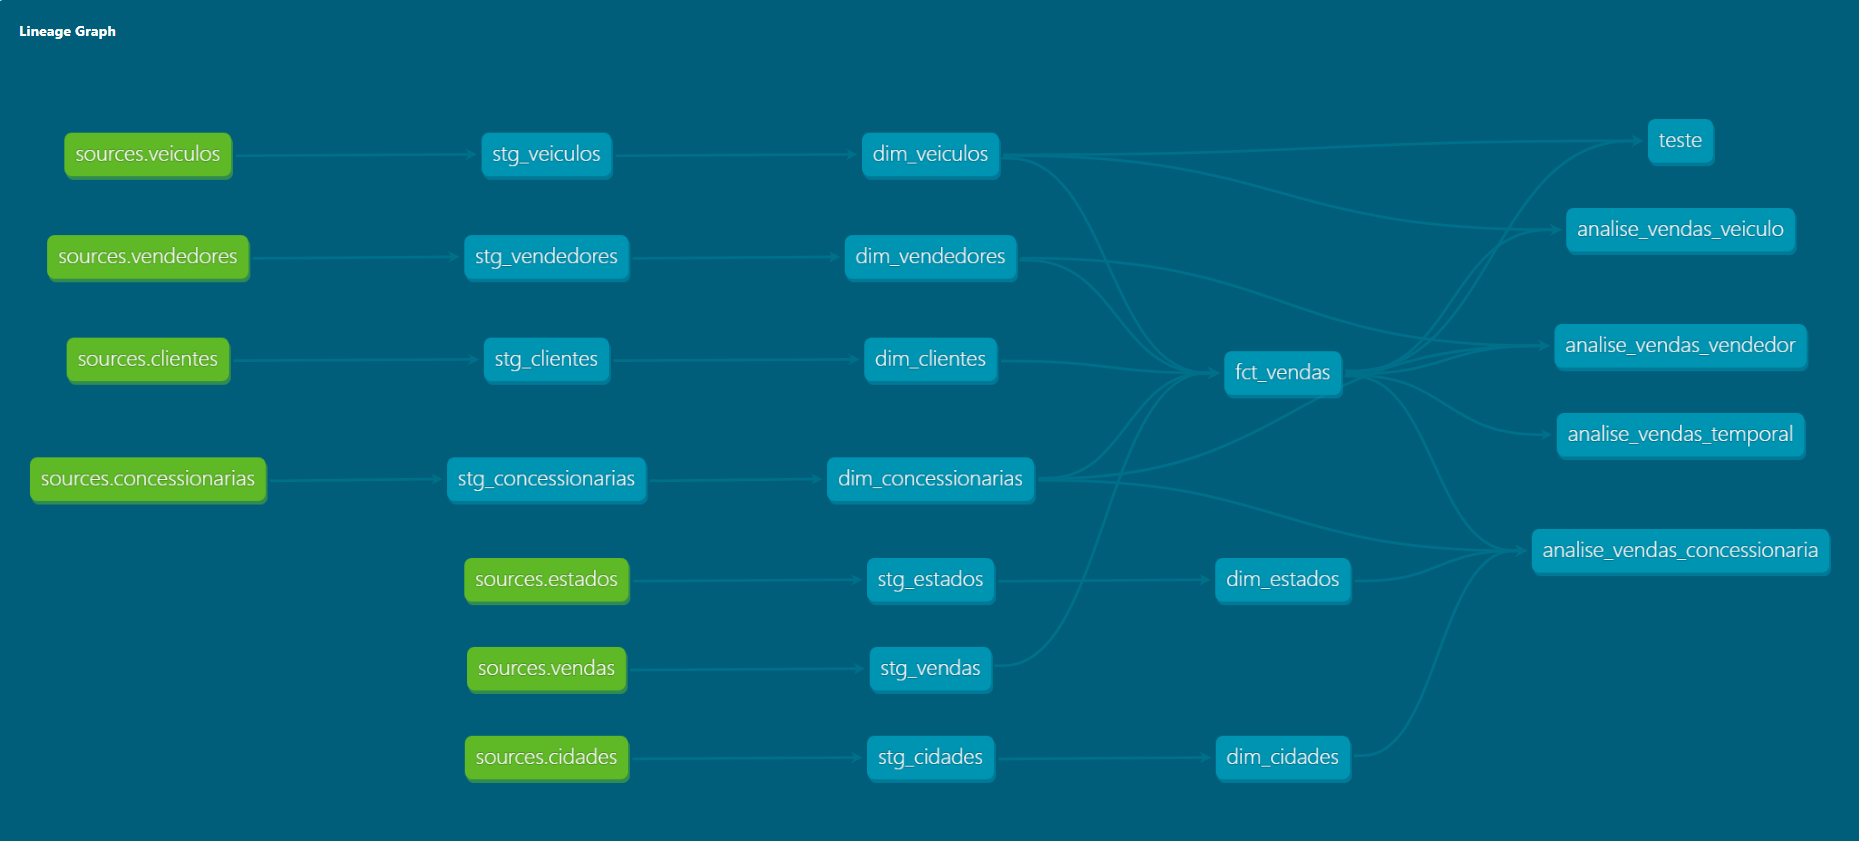 Lineage Graph
sources.veiculos
stg_veiculos
dim_veiculos
teste
analise_vendas_veiculo
sources.vendedores
stg_vendedores
dim_vendedores
analise_vendas_vendedor
sources.clientes
stg_clientes
dim_clientes
fct_vendas
analise_vendas_temporal
sources.concessionarias
stg_concessionarias
dim_concessionarias
analise_vendas_concessionaria
sources.estados
stg_estados
dim_estados
sources.vendas
stg_vendas
sources.cidades
stg_cidades
dim_cidades